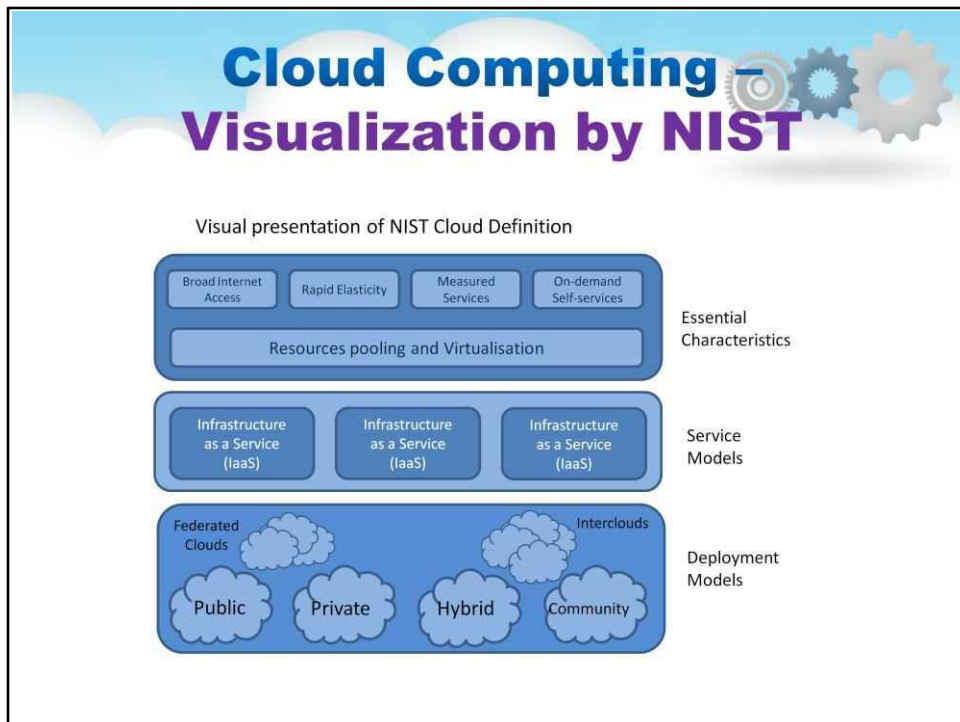 Cloud Computing –
Visualization by NIST
Visual presentation of NIST Cloud Definition
Broad Internet
Access
Rapid Elasticity
Measured
Services
On-demand
Self-services
Resources pooling and Virtualisation
Essential
Characteristics
Infrastructure
as a Service
(IaaS)
Infrastructure
as a Service
(IaaS)
Infrastructure
as a Service
(IaaS)
Service
Models
Federated
Clouds
Interclouds
Public
Private
Hybrid
Community
Deployment
Models